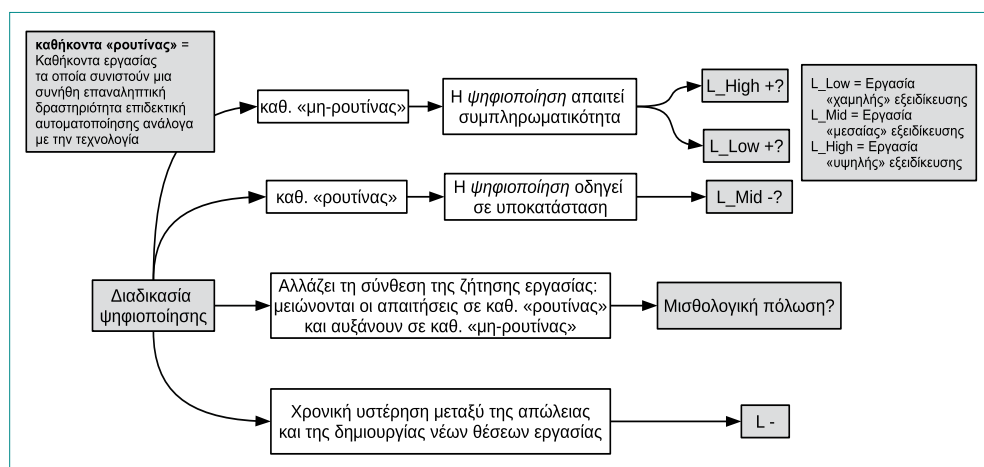 καθήκοντα «ρουτίνας» =
Καθήκοντα εργασίας
τα οποία συνιστούν μια
συνήθη επαναληπτική
δραστηριότητα επιδεκτική
αυτοματοποίησης ανάλογα
με την τεχνολογία
καθ. «μη-ρουτίνας»
Η ψηφιοποίηση απαιτεί
συμπληρωματικότητα
L_High +?
L_Low +?
L_Low = Εργασία
«χαμηλής» εξειδίκευσης
L_Mid = Εργασία
«μεσαίας» εξειδίκευσης
L_High = Εργασία
«υψηλής» εξειδίκευσης
καθ. «ρουτίνας»
Η ψηφιοποίηση οδηγεί
σε υποκατάσταση
L_Mid -?
Διαδικασία
ψηφιοποίησης
Αλλάζει τη σύνθεση της ζήτησης εργασίας:
μειώνονται οι απαιτήσεις σε καθ. «ρουτίνας»
και αυξάνουν σε καθ. «μη-ρουτίνας»
Μισθολογική πόλωση?
Χρονική υστέρηση μεταξύ της απώλειας
και της δημιουργίας νέων θέσεων εργασίας
L -